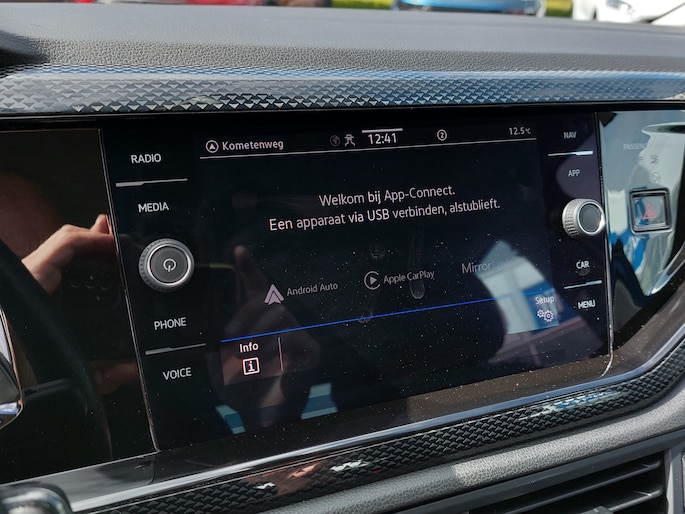 RADIO
MEDIA
PHONE
VOICE
Kometenweg
12:41
2
12.5°C
Welkom bij App-Connect.
Een apparaat via USB verbinden, alstublieft.
Android Auto
Apple CarPlay
Mirror
Setup
Info
i
NAV
APP
CAR
MENU